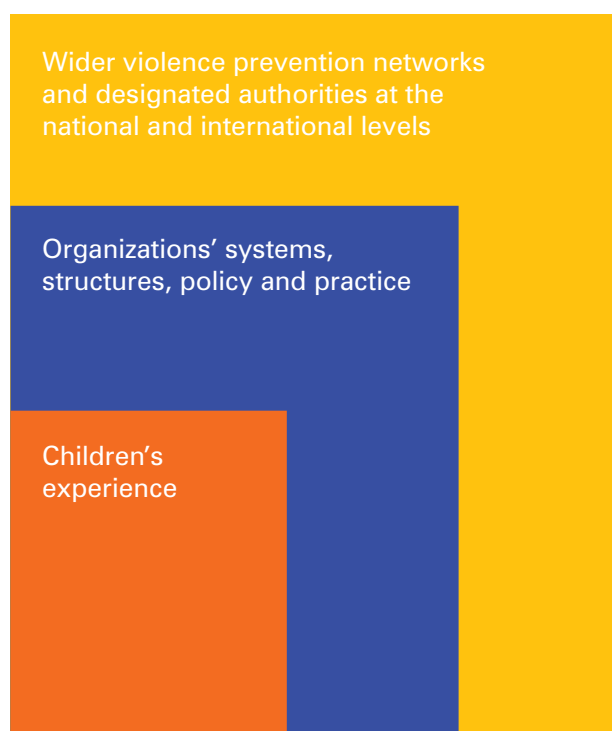 Wider violence prevention networks
and designated authorities at the
national and international levels
Organizations’ systems,
structures, policy and practice
Children’s
experience